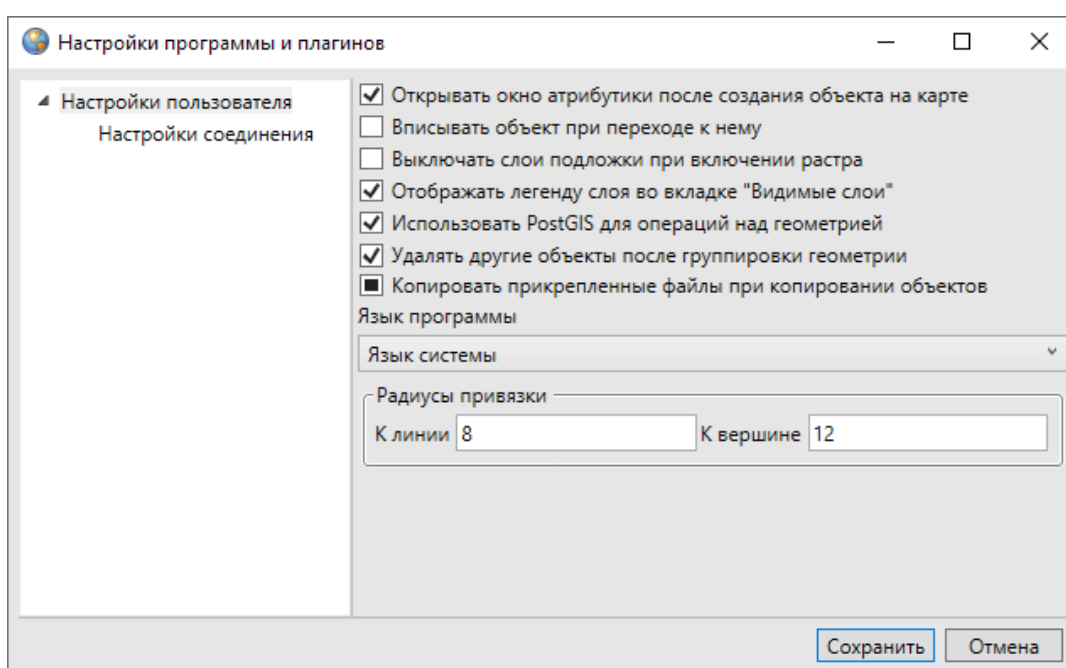 Настройки программы и плагинов
Настройки пользователя
Настройки соединения
Открывать окно атрибутики после создания объекта на карте
Вписывать объект при переходе к нему
Выключать слои подложки при включении растра
Отображать легенду слоя во вкладке "Видимые слои"
Использовать PostGIS для операций над геометрией
Удалять другие объекты после группировки геометрии
Копировать прикрепленные файлы при копировании объектов
Язык программы
Язык системы
Радиусы привязки
К линии 8 К вершине 12
Сохранить Отмена